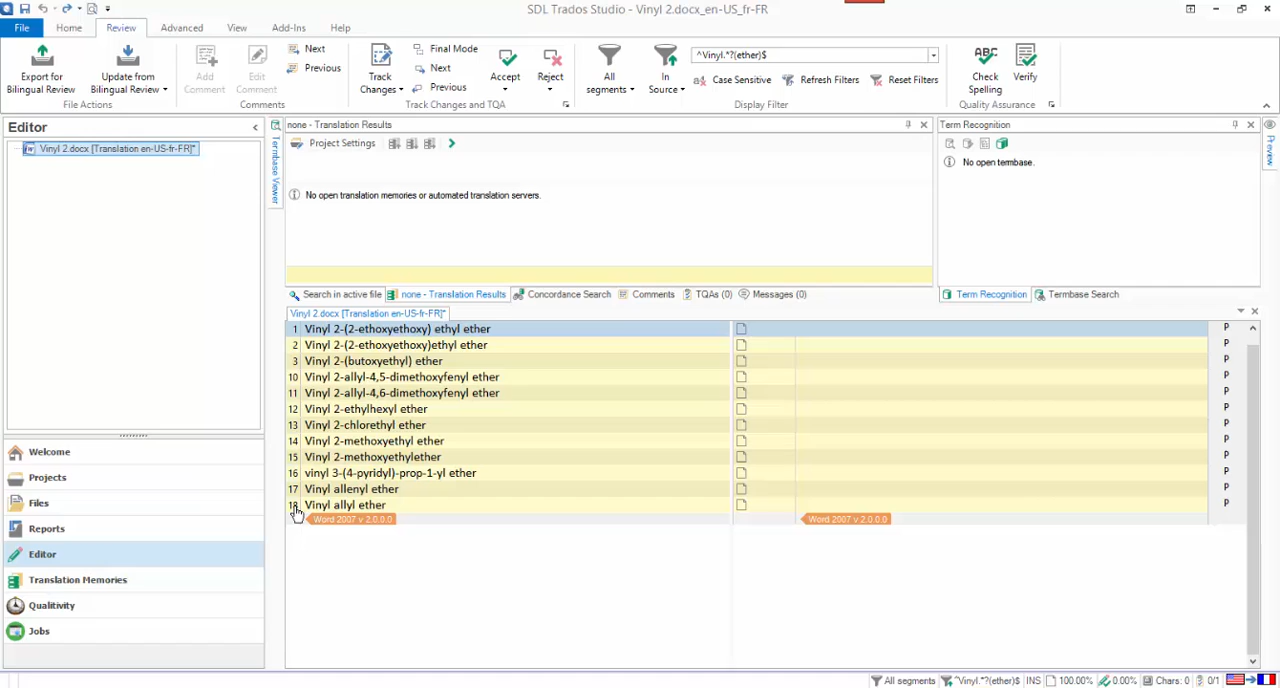 SDL Trados Studio - Vinyl 2.docx_en-US_fr-FR
File Home Review Advanced View Add-Ins Help
Export for Bilingual Review
Update from Bilingual Review
File Actions
Add Comment
Edit Comment
Next
Previous
Comments
Track Changes
Final Mode
Next
Previous
Accept
Reject
Track Changes and TQA
All segments
In Source
^Vinyl.*?(ether)$
Case Sensitive
Refresh Filters
Reset Filters
Display Filter
ABC
Check Spelling
Verify
Quality Assurance
Editor
Vinyl 2.docx [Translation en-US-fr-FR]*
Termbase Viewer
none - Translation Results
Project Settings
No open translation memories or automated translation servers.
Term Recognition
No open termbase.
Preview
Search in active file
none - Translation Results
Concordance Search
Comments
TQAs (0)
Messages (0)
Term Recognition
Termbase Search
Vinyl 2.docx [Translation en-US-fr-FR]*
1 Vinyl 2-(2-ethoxyethoxy) ethyl ether P
2 Vinyl 2-(2-ethoxyethoxy)ethyl ether P
3 Vinyl 2-(butoxyethyl) ether P
10 Vinyl 2-allyl-4,5-dimethoxyfenyl ether P
11 Vinyl 2-allyl-4,6-dimethoxyfenyl ether P
12 Vinyl 2-ethylhexyl ether P
13 Vinyl 2-chlorethyl ether P
14 Vinyl 2-methoxyethyl ether P
15 Vinyl 2-methoxyethylether P
16 vinyl 3-(4-pyridyl)-prop-1-yl ether P
17 Vinyl allenyl ether P
18 Vinyl allyl ether P
Word 2007 v 2.0.0.0 Word 2007 v 2.0.0.0
Welcome
Projects
Files
Reports
Editor
Translation Memories
Qualitivity
Jobs
All segments ^Vinyl.*?(ether)$ INS 100.00% 0.00% Chars: 0 0/1